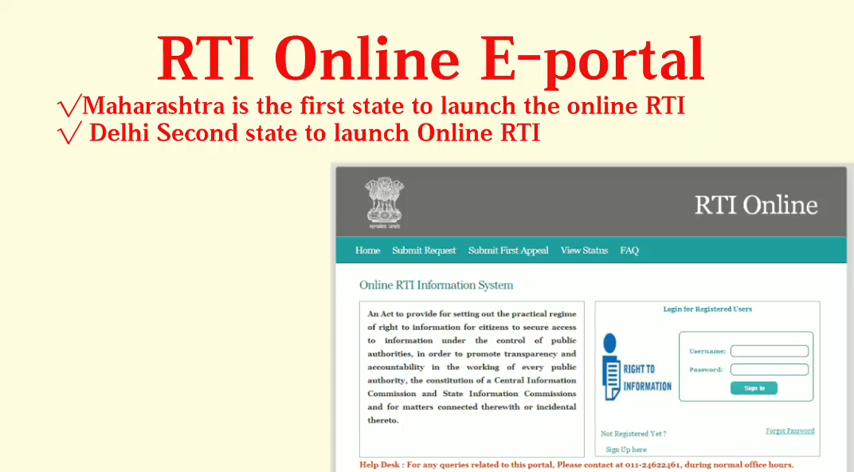 RTI Online E-portal
√Maharashtra is the first state to launch the online RTI
√ Delhi Second state to launch Online RTI
सत्यमेव जयते
RTI Online
Home Submit Request Submit First Appeal View Status FAQ
Online RTI Information System
An Act to provide for setting out the practical regime
of right to information for citizens to secure access
to information under the control of public
authorities, in order to promote transparency and
accountability in the working of every public
authority, the constitution of a Central Information
Commission and State Information Commissions
and for matters connected therewith or incidental
thereto.
Login for Registered Users
RIGHT TO
INFORMATION
Username:
Password:
Sign in
Forgot Password
Not Registered Yet ?
Sign Up here
Help Desk : For any queries related to this portal, Please contact at 011-24622461, during normal office hours.